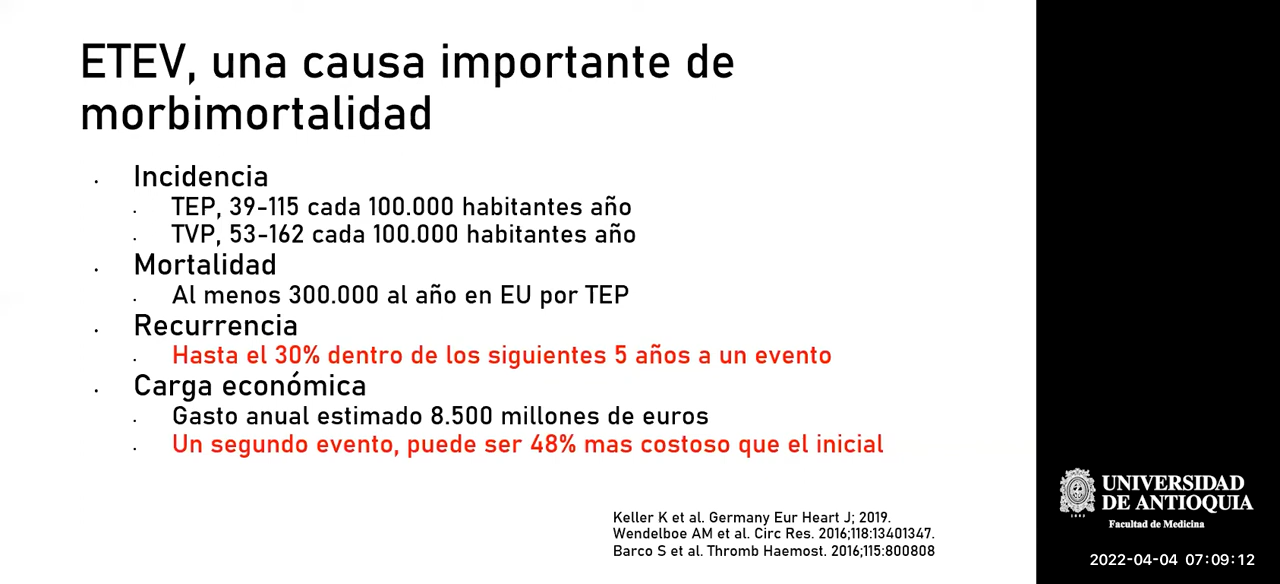 ETEV, una causa importante de
morbimortalidad
· Incidencia
· TEP, 39-115 cada 100.000 habitantes año
· TVP, 53-162 cada 100.000 habitantes año
· Mortalidad
· Al menos 300.000 al año en EU por TEP
· Recurrencia
· Hasta el 30% dentro de los siguientes 5 años a un evento
· Carga económica
· Gasto anual estimado 8.500 millones de euros
· Un segundo evento, puede ser 48% mas costoso que el inicial
Keller K et al. Germany Eur Heart J; 2019.
Wendelboe AM et al. Circ Res. 2016;118:13401347.
Barco S et al. Thromb Haemost. 2016;115:800808
UNIVERSIDAD
DE ANTIOQUIA
Facultad de Medicina
2022-04-04 07:09:12